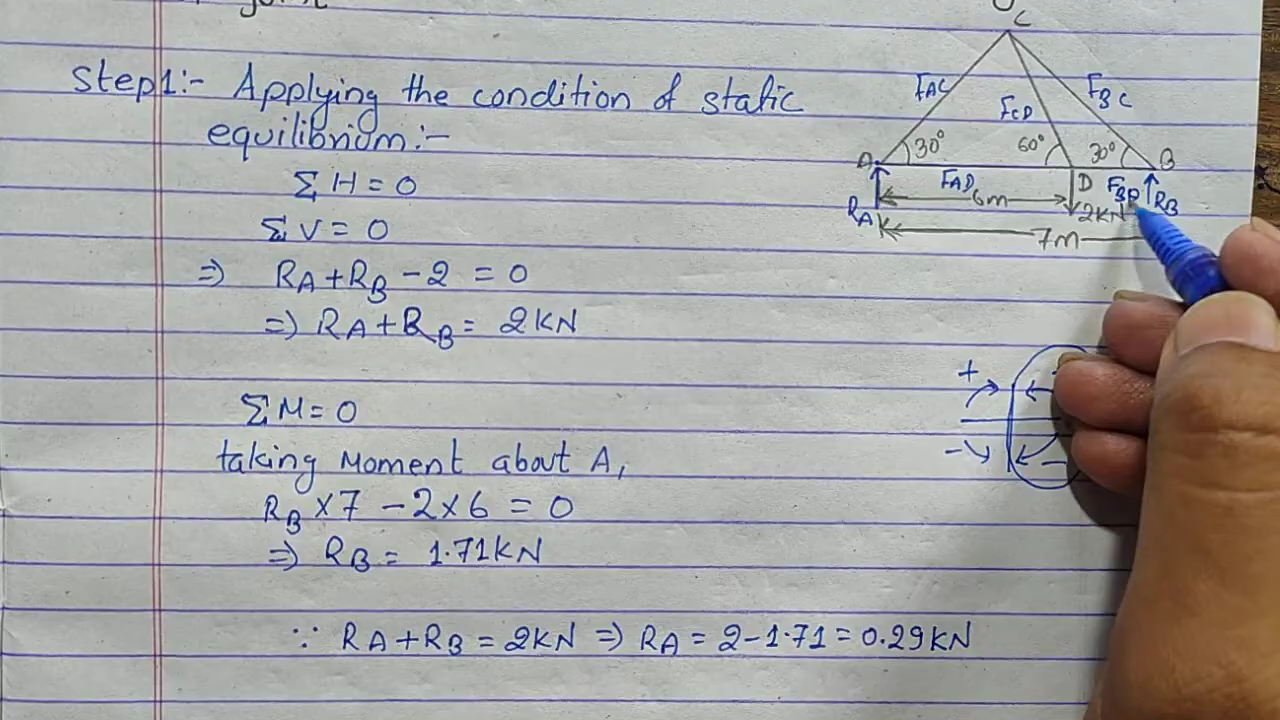 C
Step1:- Applying the condition of static
equilibrium:-
FAC
FBC
FCD
30°
60°
30°
A
B
ΣH=0
FAD
6m
D
FBD
RA
2KN
RB
ΣV=0
7m
⇒ RA+RB-2=0
⇒) RA+RB= 2KN
+
ΣM=0
-
-
taking Moment about A,
RB×7-2×6=0
⇒) RB= 1.71KN
∵ RA+RB=2KN ⇒) RA=2-1.71=0.29KN